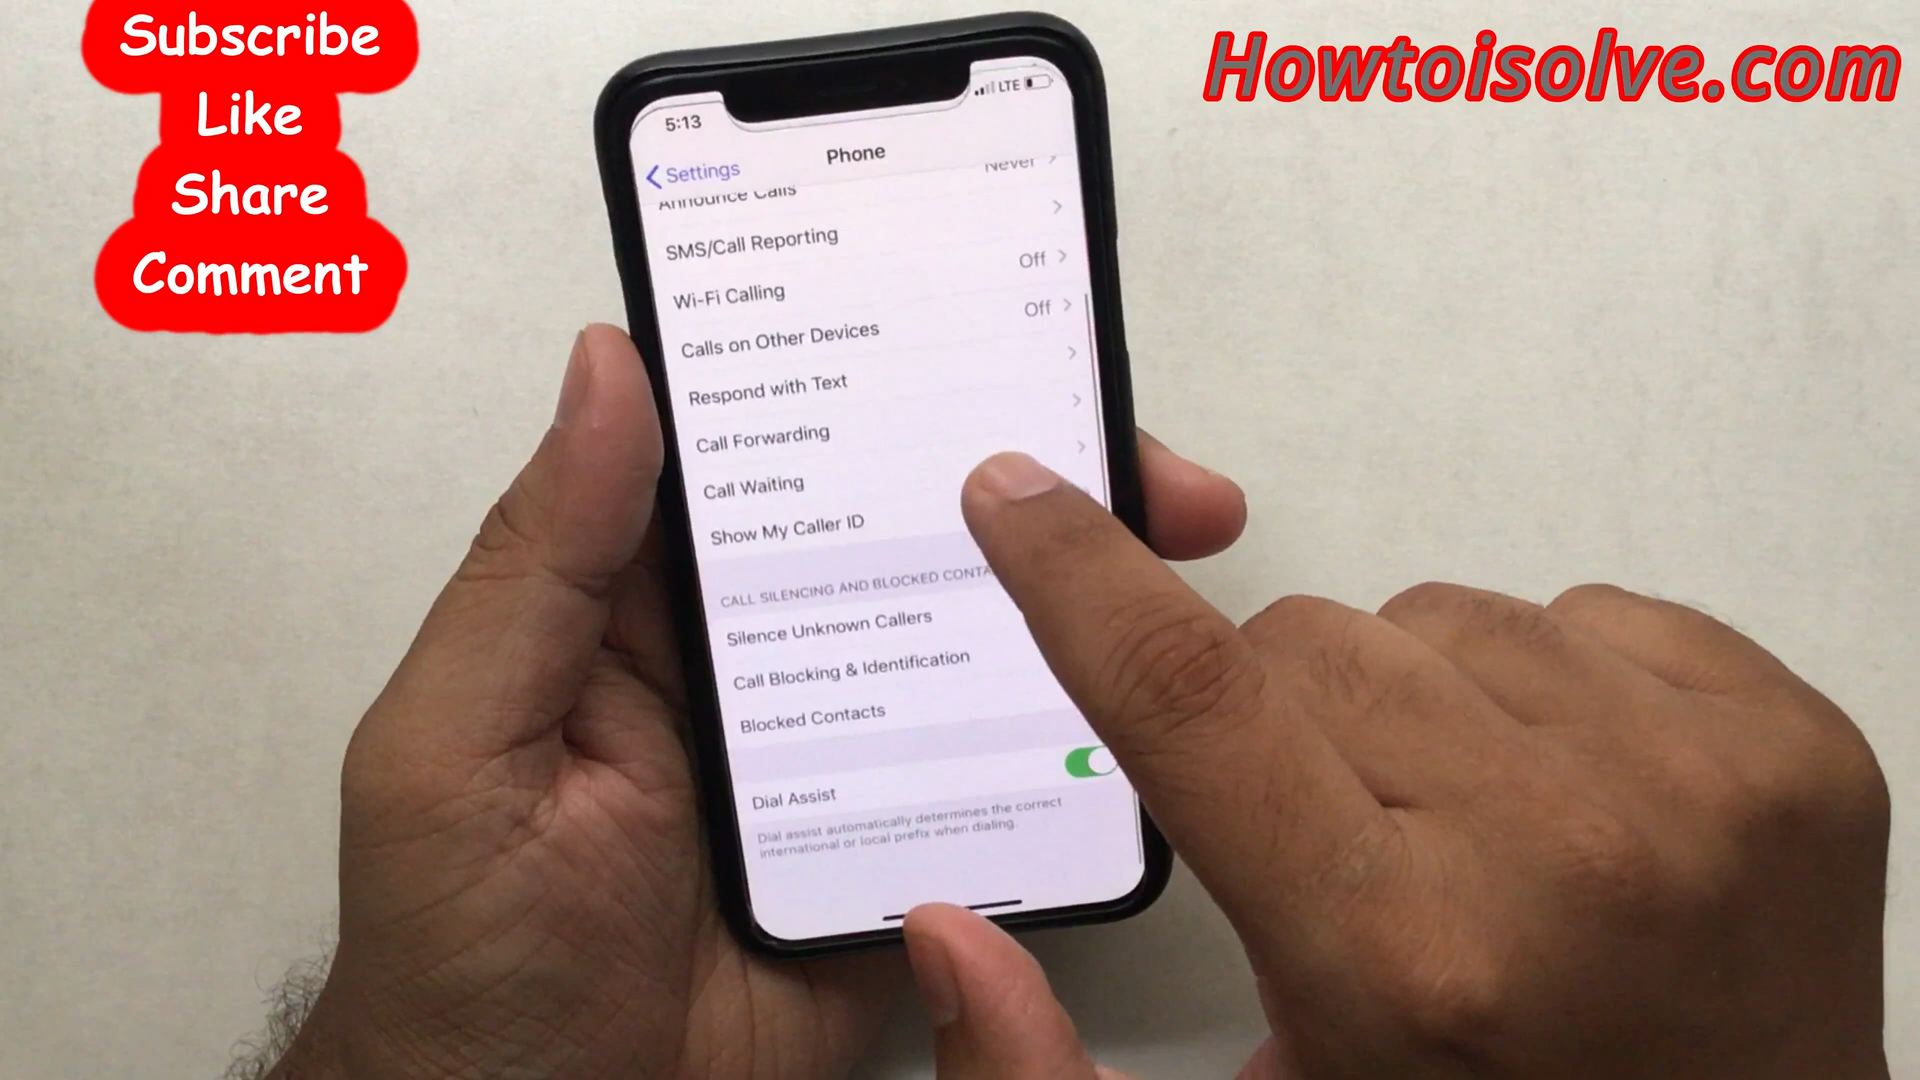 Subscribe
Like
Share
Comment
Howtoisolve.com
5:13
LTE
Settings
Phone
Announce Calls
Never
SMS/Call Reporting
Wi-Fi Calling
Off
Calls on Other Devices
Off
Respond with Text
Call Forwarding
Call Waiting
Show My Caller ID
CALL SILENCING AND BLOCKED CONTA
Silence Unknown Callers
Call Blocking & Identification
Blocked Contacts
Dial Assist
Dial assist automatically determines the correct
international or local prefix when dialing.